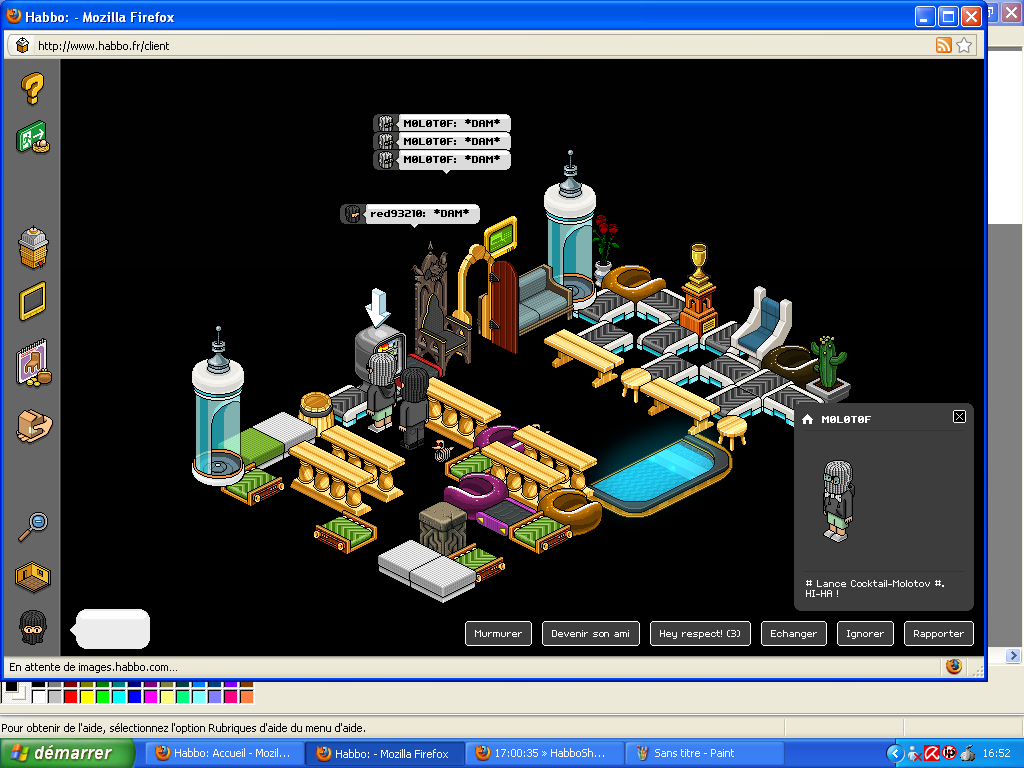 Habbo: - Mozilla Firefox
http://www.habbo.fr/client
M0L0T0F: *DAM*
M0L0T0F: *DAM*
M0L0T0F: *DAM*
red93210: *DAM*
M0L0T0F
# Lance Cocktail-Molotov #.
HI-HA !
Murmurer
Devenir son ami
Hey respect! (3)
Echanger
Ignorer
Rapporter
En attente de images.habbo.com...
Pour obtenir de l'aide, sélectionnez l'option Rubriques d'aide du menu d'aide.
démarrer
Habbo: Accueil - Mozil...
Habbo: - Mozilla Firefox
17:00:35 » HabboSh...
Sans titre - Paint
16:52